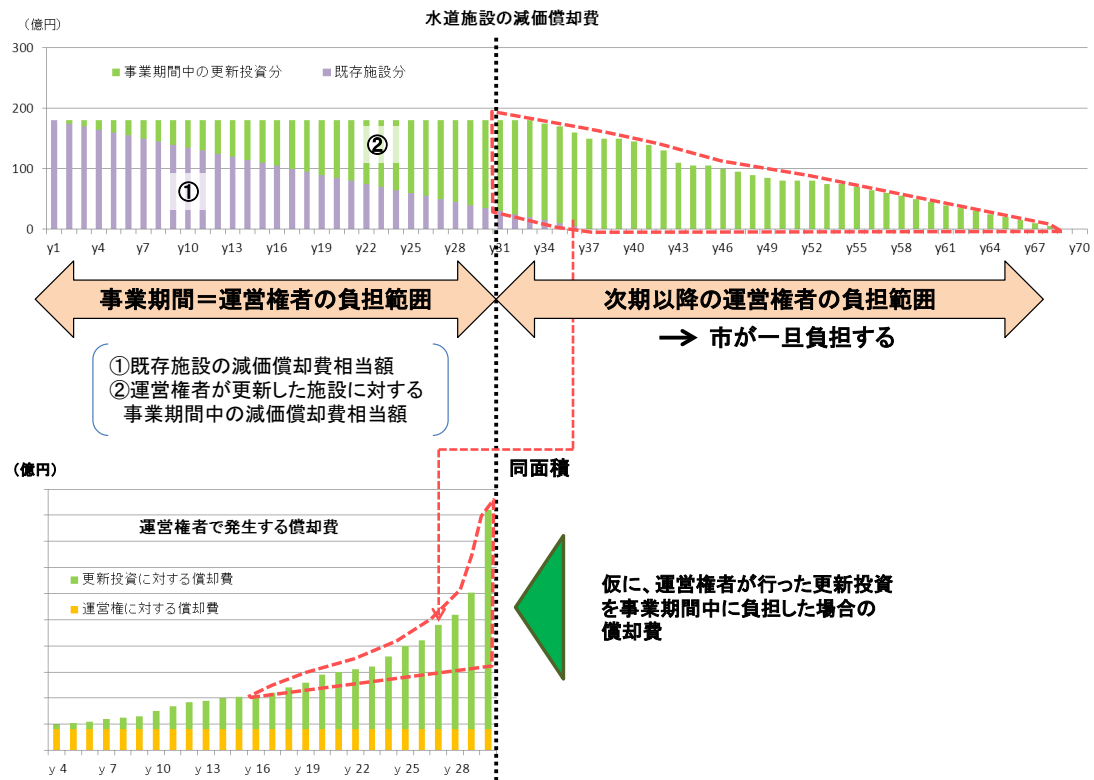 水道施設の減価償却費
（億円）
300
200
100
0
■事業期間中の更新投資分 ■既存施設分
①
②
y1 y4 y7 y10 y13 y16 y19 y22 y25 y28 y31 y34 y37 y40 y43 y46 y49 y52 y55 y58 y61 y64 y67 y70
事業期間＝運営権者の負担範囲
次期以降の運営権者の負担範囲
→ 市が一旦負担する
①既存施設の減価償却費相当額
②運営権者が更新した施設に対する
事業期間中の減価償却費相当額
同面積
（億円）
運営権者で発生する償却費
■更新投資に対する償却費
■運営権に対する償却費
y 4 y 7 y 10 y 13 y 16 y 19 y 22 y 25 y 28
仮に、運営権者が行った更新投資
を事業期間中に負担した場合の
償却費